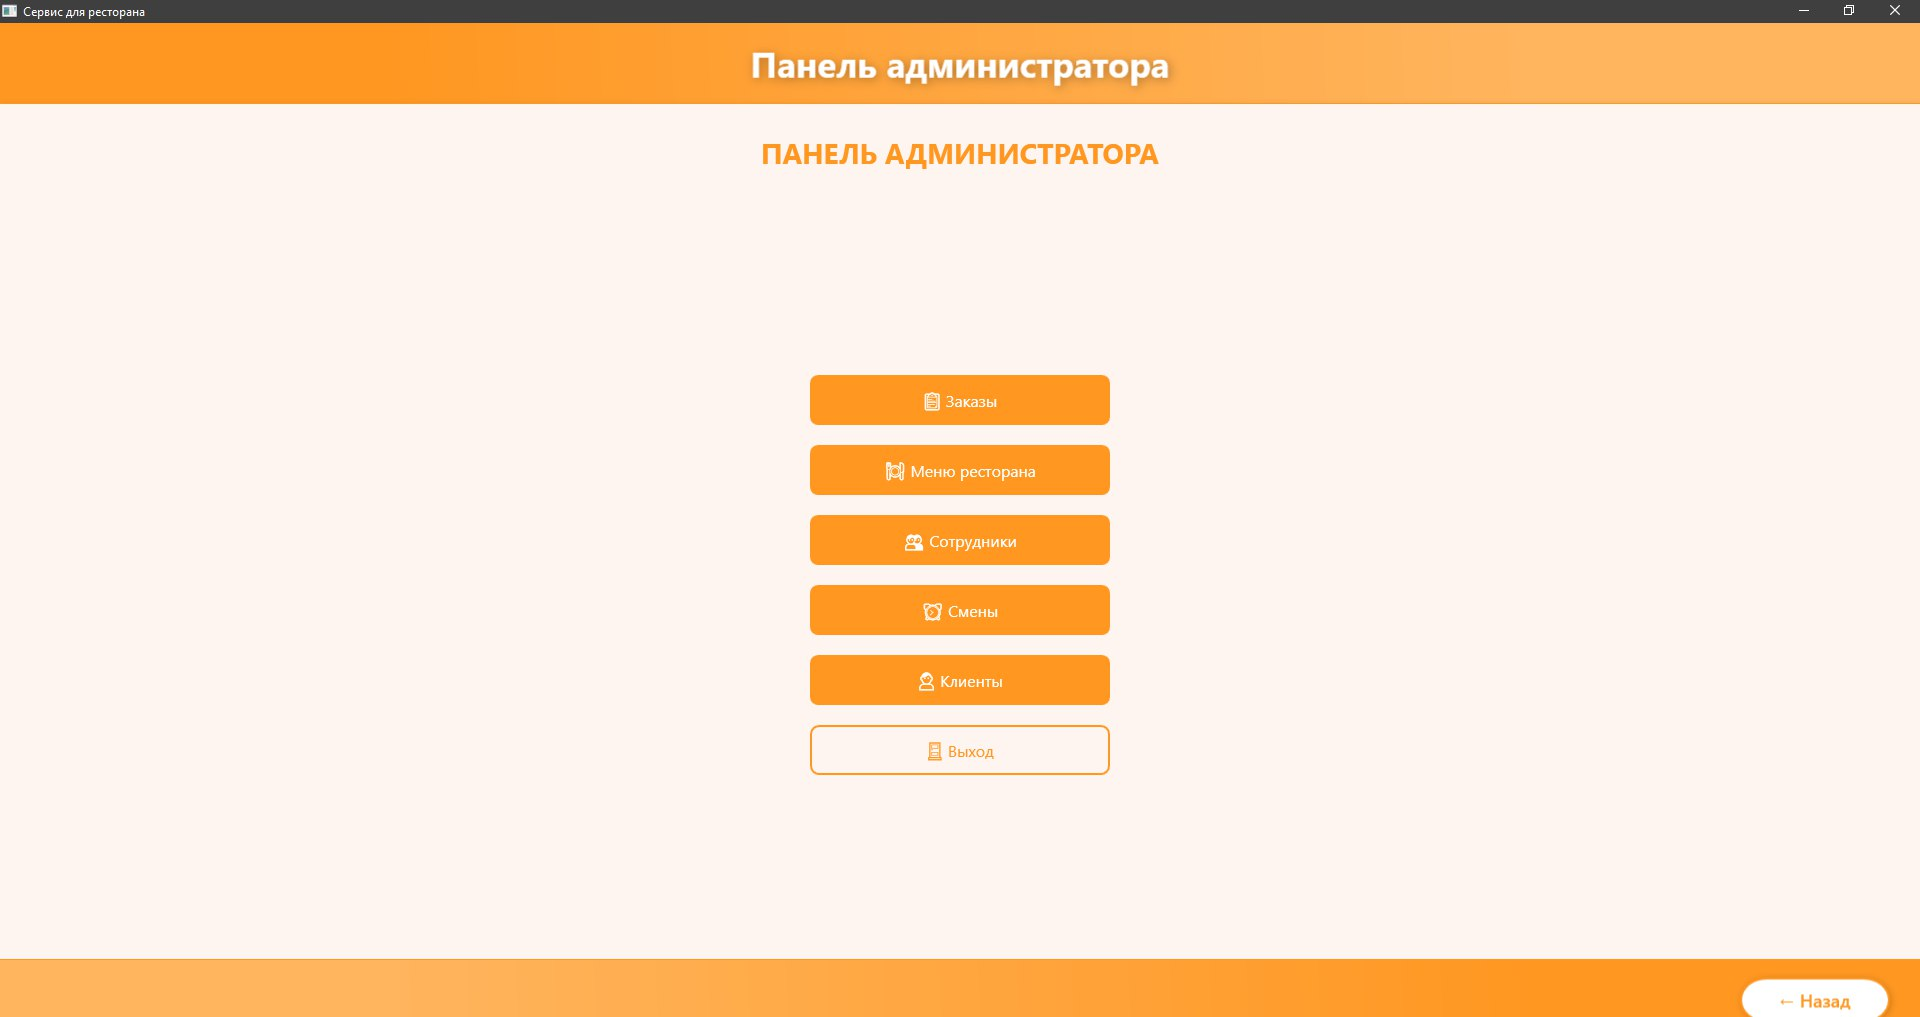 Сервис для ресторана
Панель администратора
ПАНЕЛЬ АДМИНИСТРАТОРА
Заказы
Меню ресторана
Сотрудники
Смены
Клиенты
Выход
← Назад